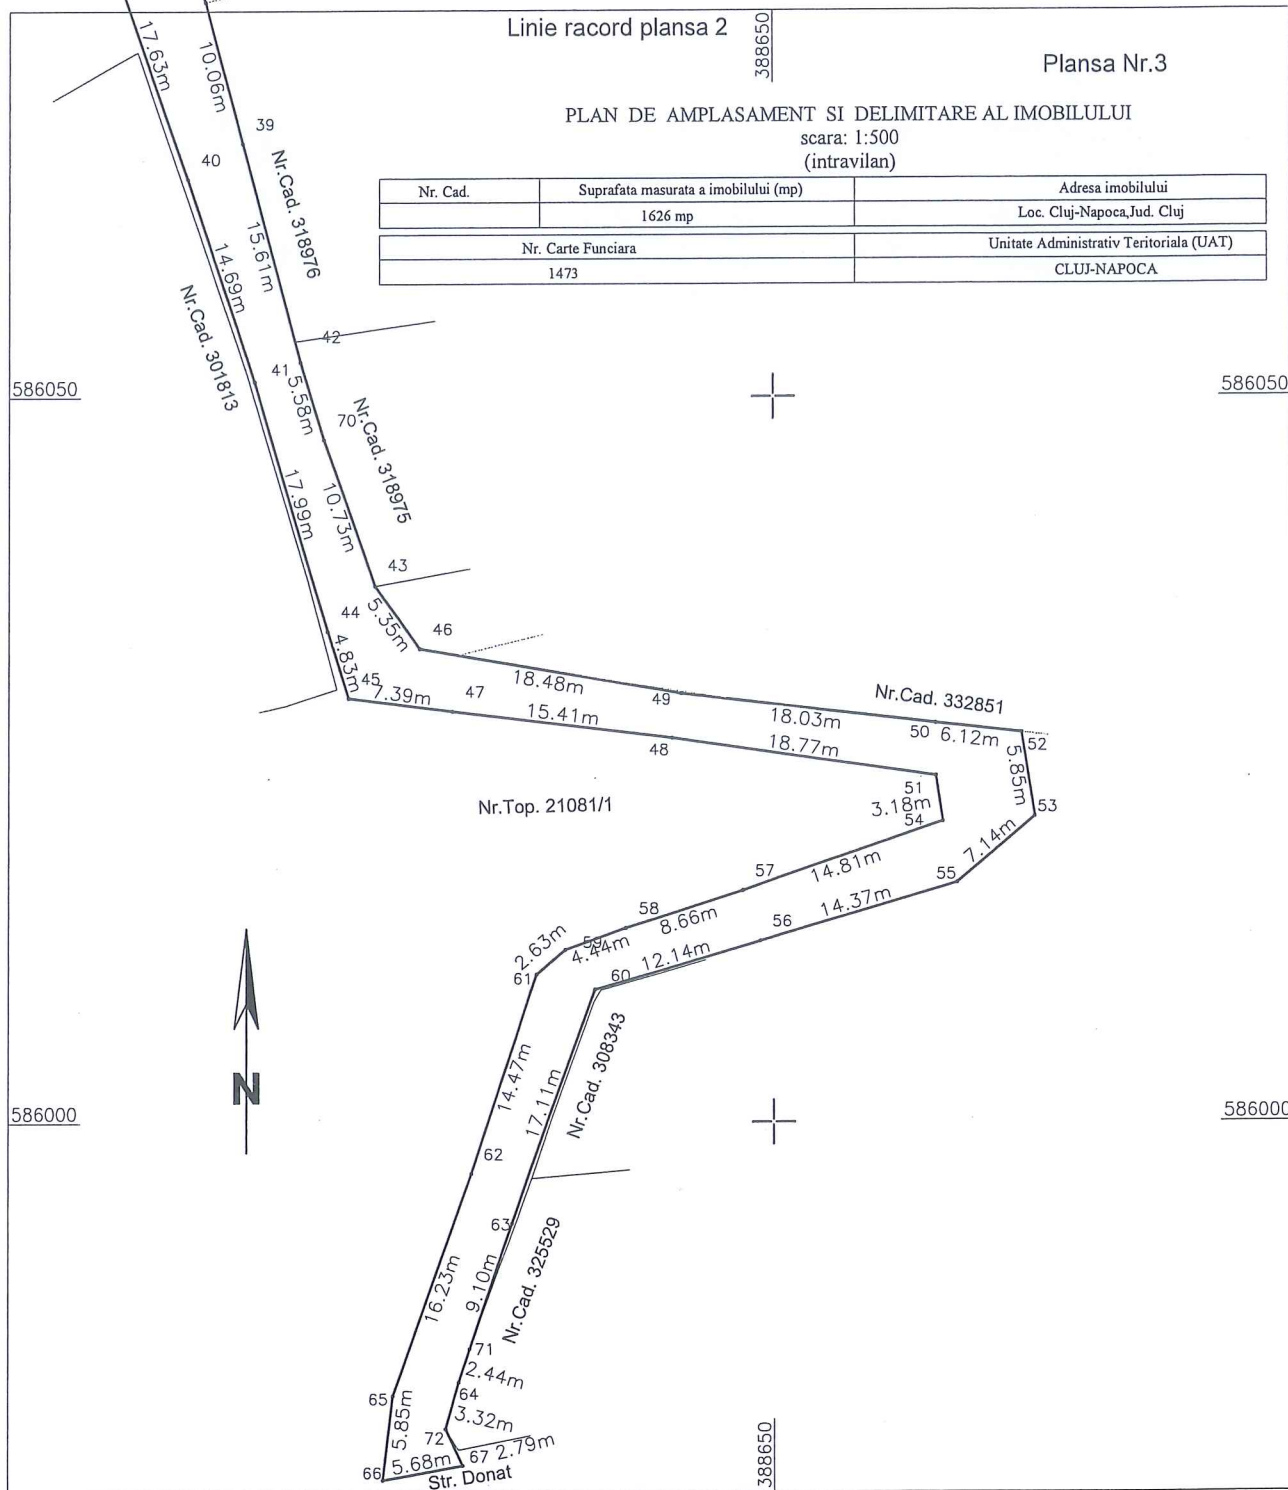 Linie racord plansa 2
388650
Plansa Nr.3
PLAN DE AMPLASAMENT SI DELIMITARE AL IMOBILULUI
scara: 1:500
(intravilan)
Nr. Cad. Suprafata masurata a imobilului (mp) Adresa imobilului
1626 mp Loc. Cluj-Napoca,Jud. Cluj
Nr. Carte Funciara Unitate Administrativ Teritoriala (UAT)
1473 CLUJ-NAPOCA
17.63m
10.06m
39
40
Nr.Cad. 318976
15.61m
14.69m
Nr.Cad. 301813
42
41
5.58m
586050
586050
70
Nr.Cad. 318975
17.99m
10.73m
43
44
5.35m
46
4.83m
45
7.39m
47
18.48m
49
Nr.Cad. 332851
15.41m
18.03m
50
6.12m
52
48
18.77m
5.85m
51
Nr.Top. 21081/1
3.18m
53
54
7.14m
57
14.81m
55
58
14.37m
8.66m
56
59
2.63m
4.44m
12.14m
61
60
14.47m
17.11m
Nr.Cad. 308343
N
586000
586000
62
63
16.23m
9.10m
Nr.Cad. 325529
71
2.44m
65
64
5.85m
3.32m
72
67
2.79m
66
5.68m
Str. Donat
388650